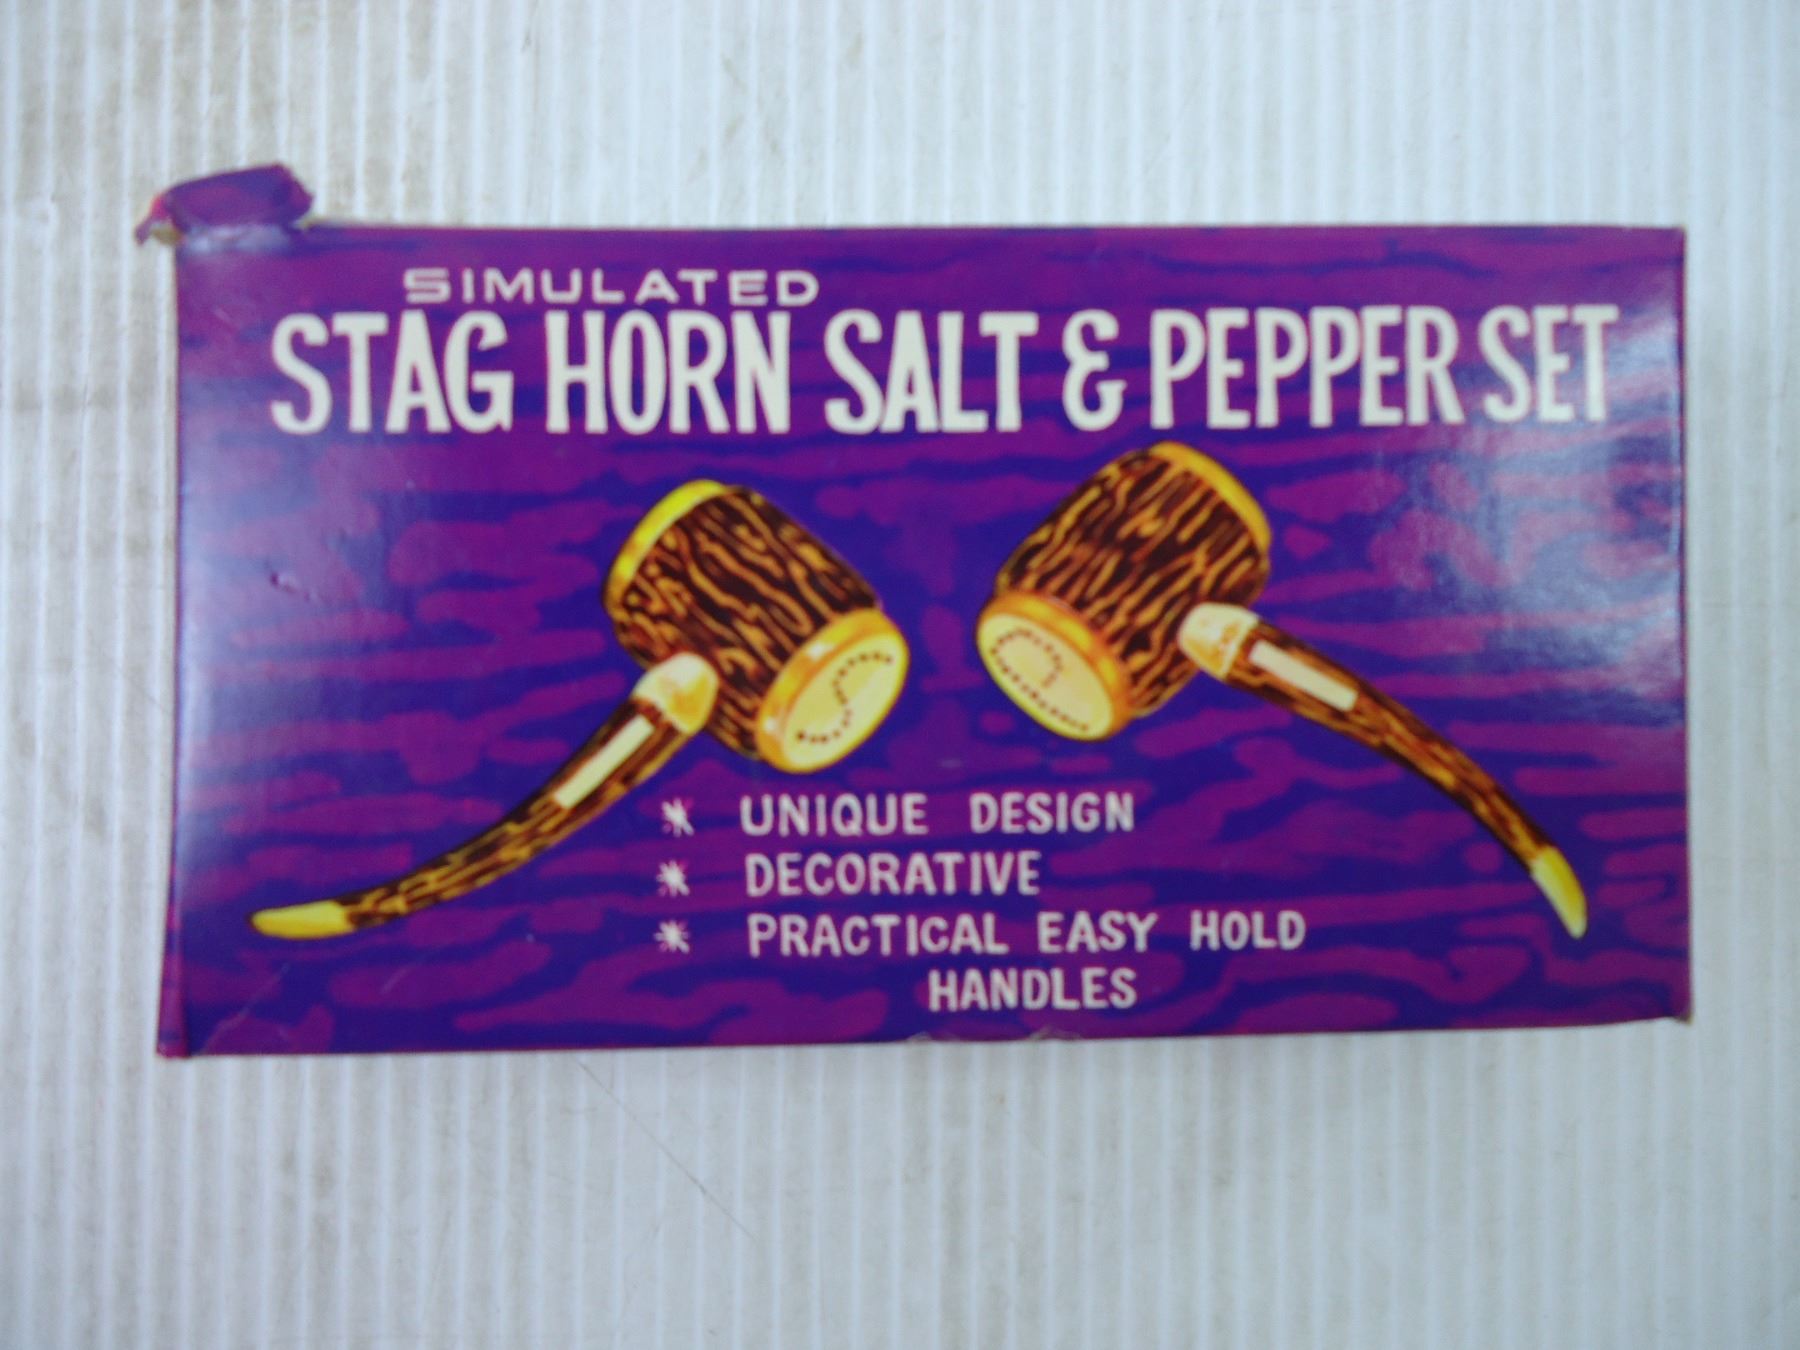 SIMULATED
STAG HORN SALT & PEPPER SET
* UNIQUE DESIGN
* DECORATIVE
* PRACTICAL EASY HOLD
HANDLES